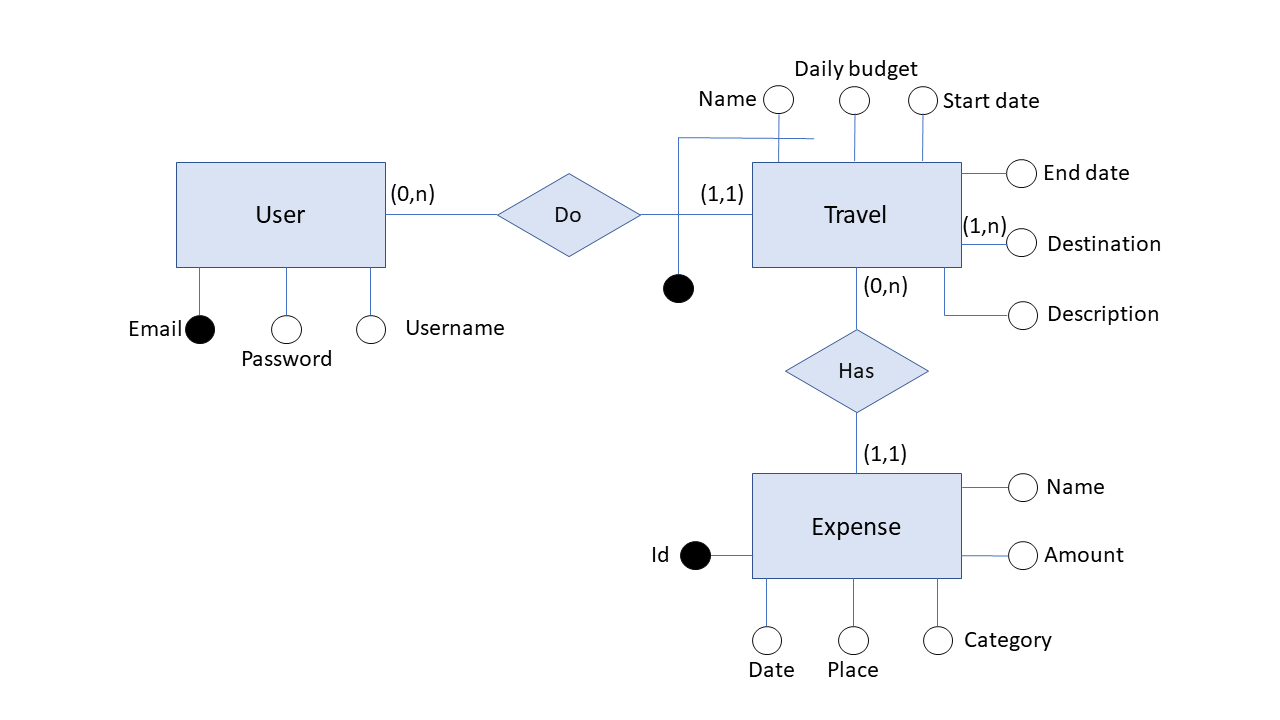 Daily budget
Name
Start date
End date
User
(0,n)
Do
(1,1)
Travel
(1,n)
Destination
(0,n)
Description
Email
Password
Username
Has
(1,1)
Name
Expense
Id
Amount
Date
Place
Category